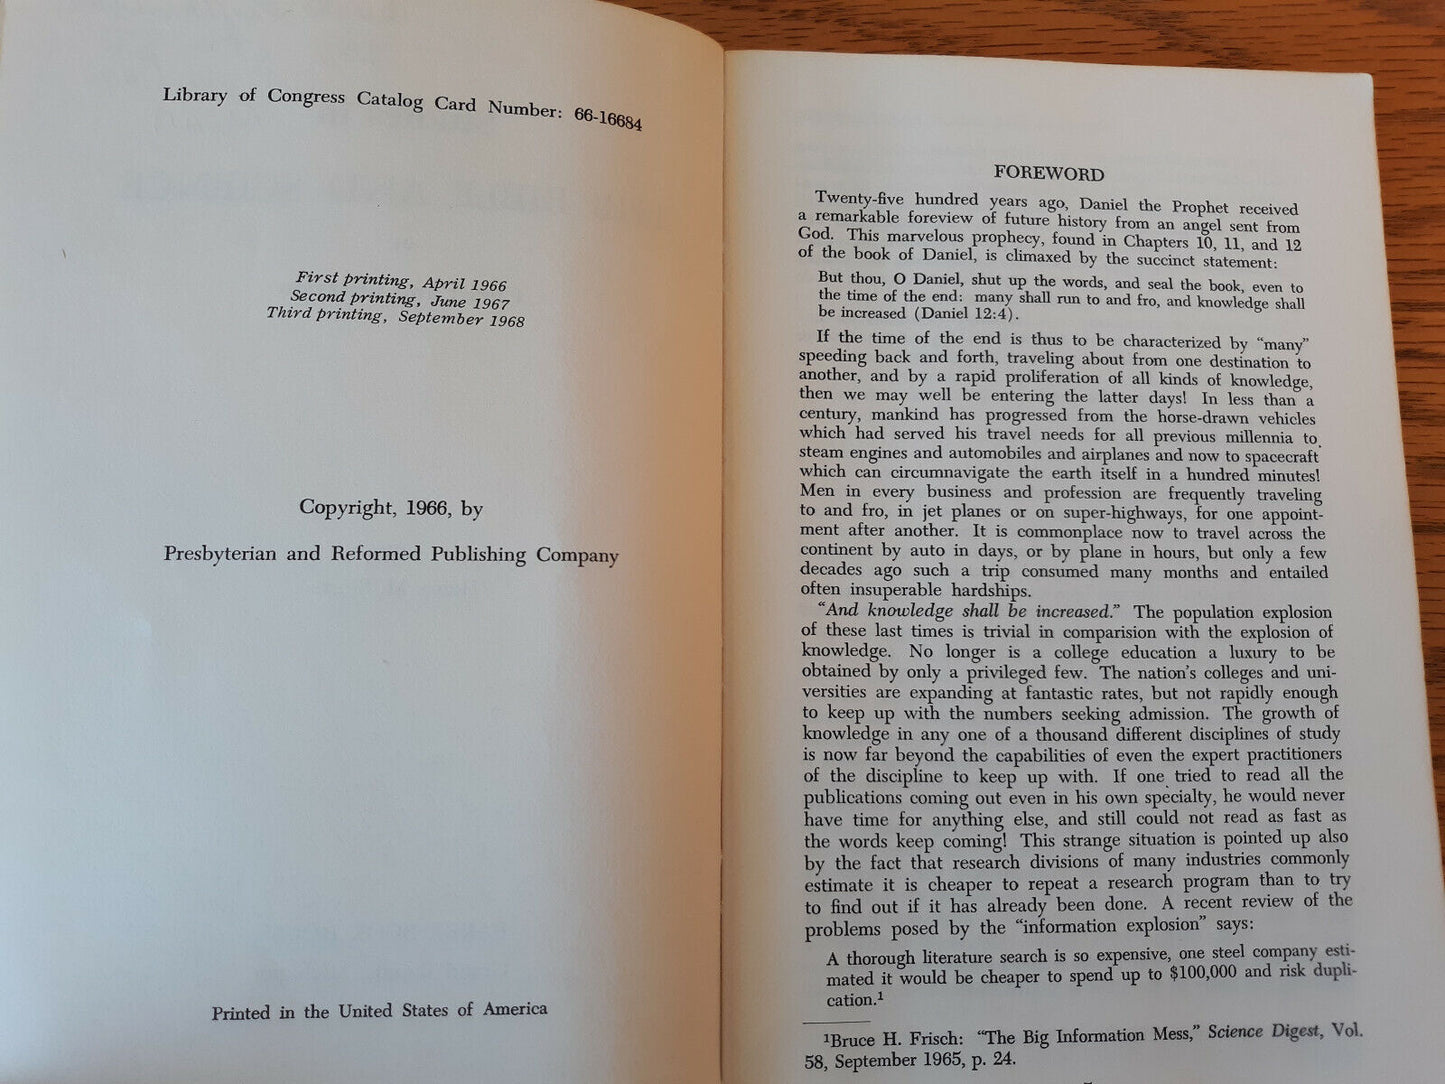 Library of Congress Catalog Card Number: 66-16684
First printing, April 1966
Second printing, June 1967
Third printing, September 1968
Copyright, 1966, by
Presbyterian and Reformed Publishing Company
Printed in the United States of America
FOREWORD
Twenty-five hundred years ago, Daniel the Prophet received
a remarkable foreview of future history from an angel sent from
God. This marvelous prophecy, found in Chapters 10, 11, and 12
of the book of Daniel, is climaxed by the succinct statement:
But thou, O Daniel, shut up the words, and seal the book, even to
the time of the end: many shall run to and fro, and knowledge shall
be increased (Daniel 12:4).
If the time of the end is thus to be characterized by “many”
speeding back and forth, traveling about from one destination to
another, and by a rapid proliferation of all kinds of knowledge,
then we may well be entering the latter days! In less than a
century, mankind has progressed from the horse-drawn vehicles
which had served his travel needs for all previous millennia to
steam engines and automobiles and airplanes and now to spacecraft
which can circumnavigate the earth itself in a hundred minutes!
Men in every business and profession are frequently traveling
to and fro, in jet planes or on super-highways, for one appoint-
ment after another. It is commonplace now to travel across the
continent by auto in days, or by plane in hours, but only a few
decades ago such a trip consumed many months and entailed
often insuperable hardships.
“And knowledge shall be increased.” The population explosion
of these last times is trivial in comparision with the explosion of
knowledge. No longer is a college education a luxury to be
obtained by only a privileged few. The nation’s colleges and uni-
versities are expanding at fantastic rates, but not rapidly enough
to keep up with the numbers seeking admission. The growth of
knowledge in any one of a thousand different disciplines of study
is now far beyond the capabilities of even the expert practitioners
of the discipline to keep up with. If one tried to read all the
publications coming out even in his own specialty, he would never
have time for anything else, and still could not read as fast as
the words keep coming! This strange situation is pointed up also
by the fact that research divisions of many industries commonly
estimate it is cheaper to repeat a research program than to try
to find out if it has already been done. A recent review of the
problems posed by the “information explosion” says:
A thorough literature search is so expensive, one steel company esti-
mated it would be cheaper to spend up to $100,000 and risk dupli-
cation.¹
¹Bruce H. Frisch: “The Big Information Mess,” Science Digest, Vol.
58, September 1965, p. 24.